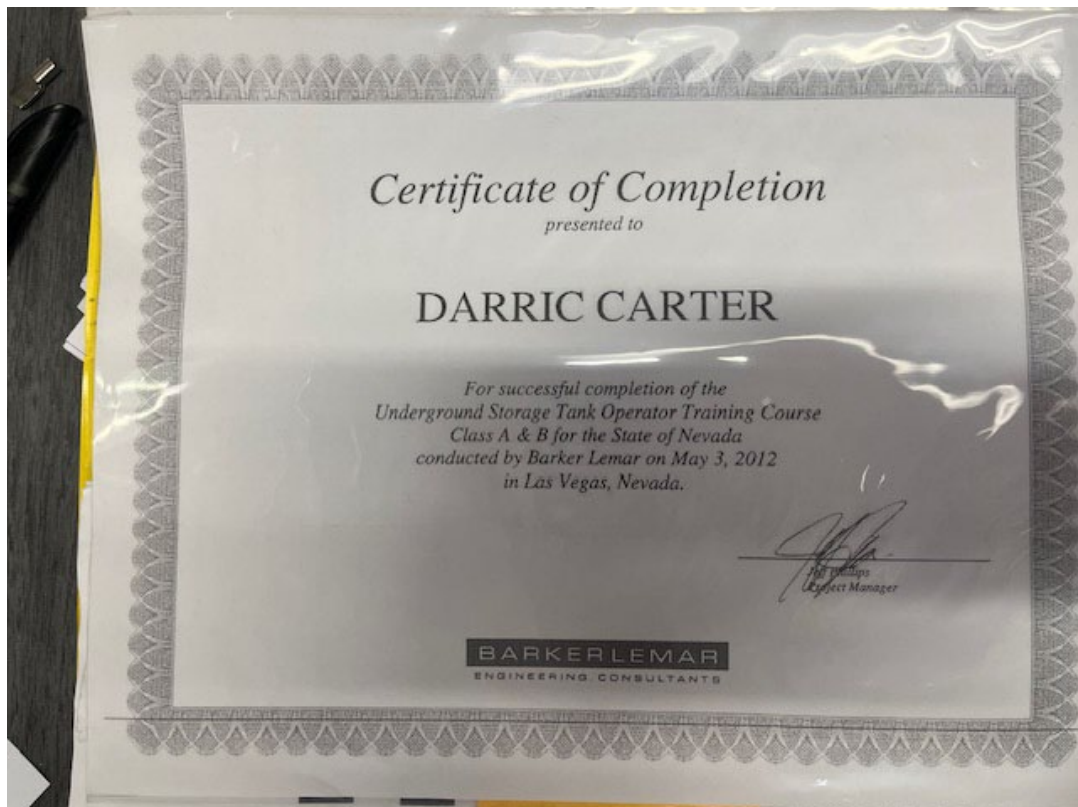 Certificate of Completion
presented to
DARRIC CARTER
For successful completion of the
Underground Storage Tank Operator Training Course
Class A & B for the State of Nevada
conducted by Barker Lemar on May 3, 2012
in Las Vegas, Nevada.
Phillips
Project Manager
BARKERLEMAR
ENGINEERING CONSULTANTS